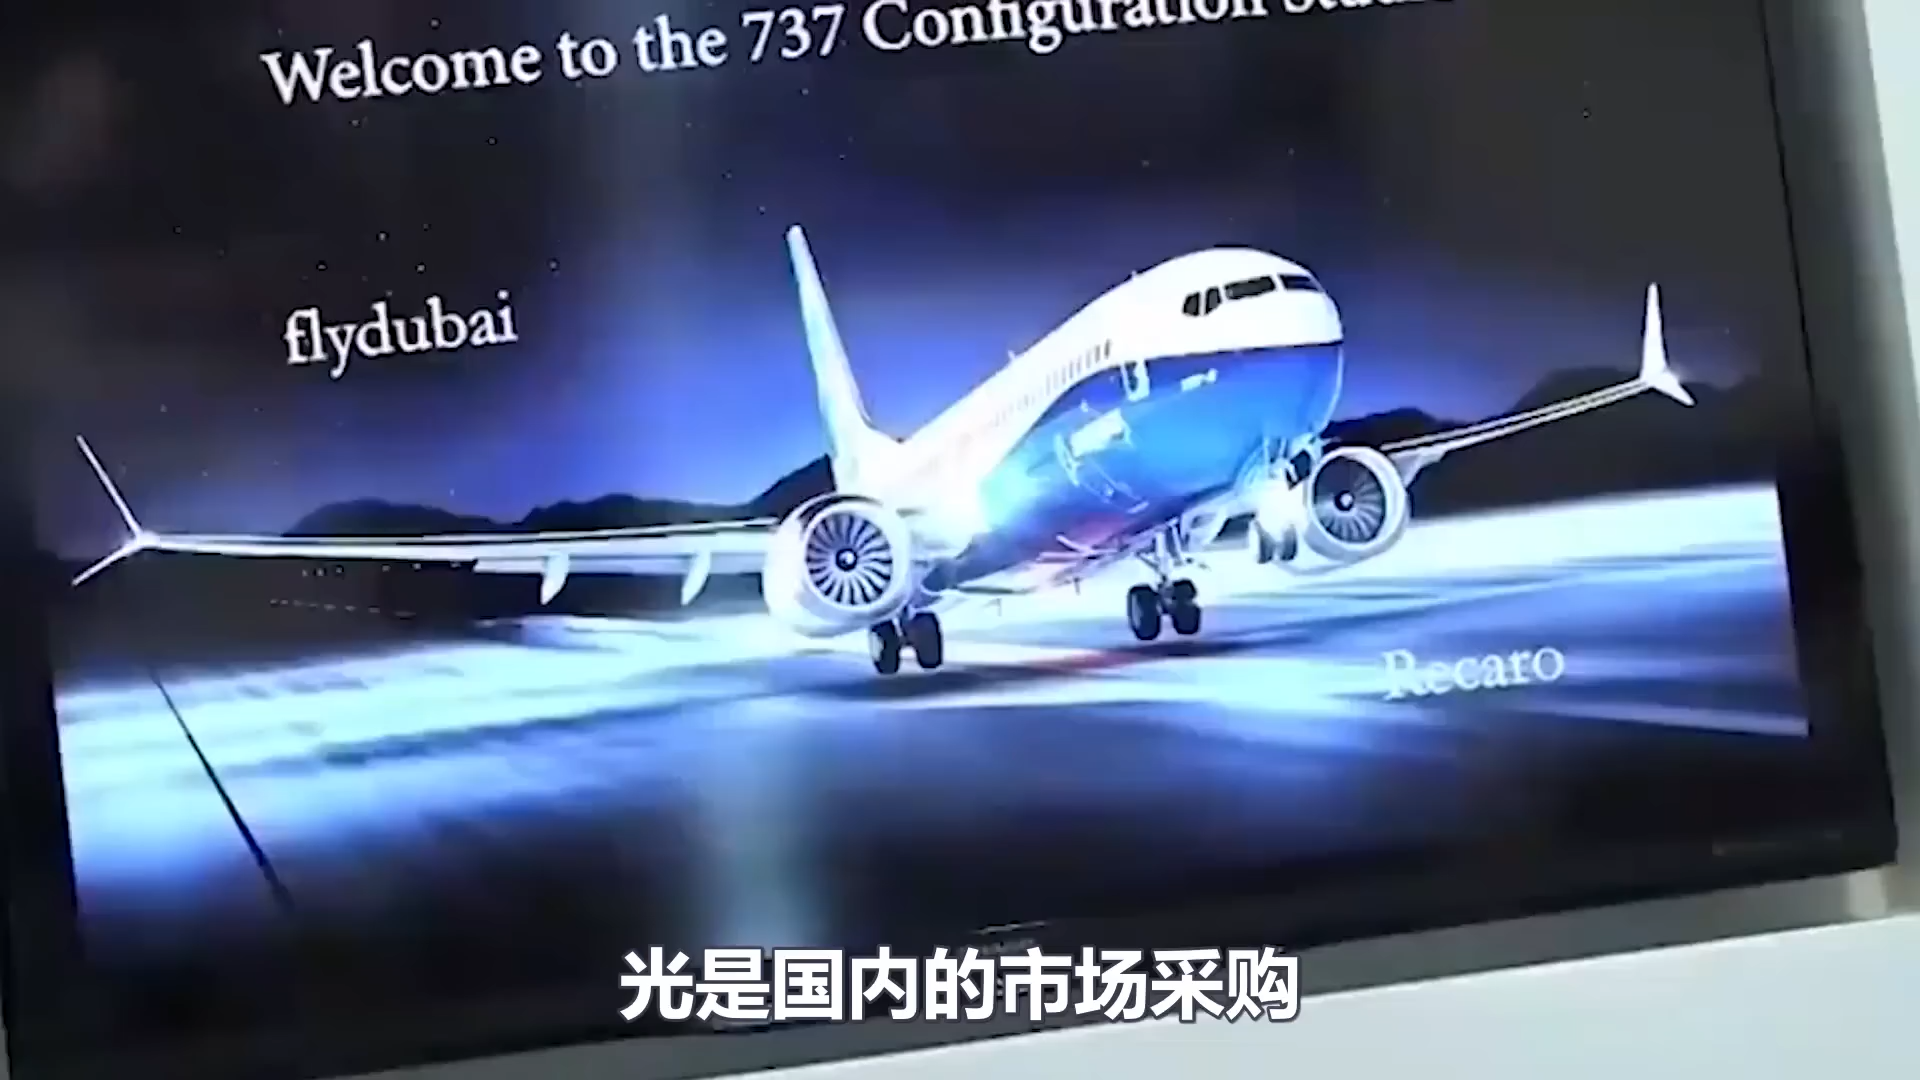 Welcome to the 737 Configuration
flydubai
Recaro
光是国内的市场采购